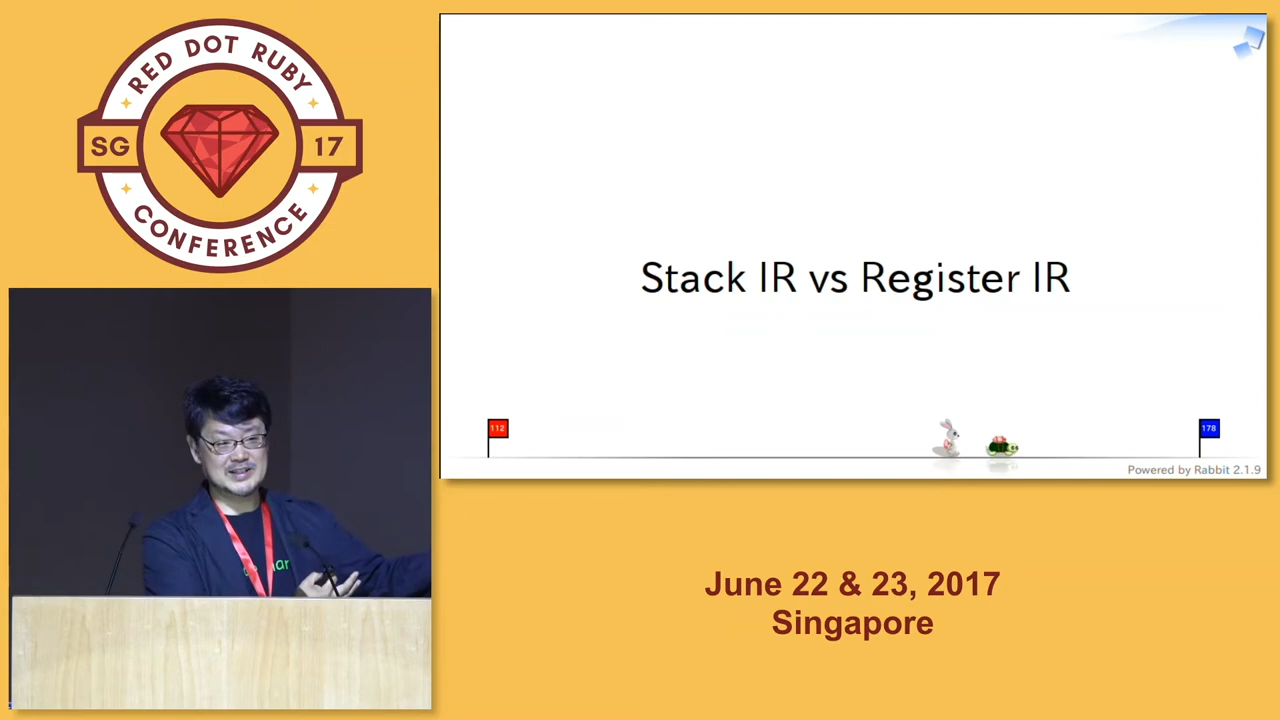 RED DOT RUBY
SG
17
CONFERENCE
Stack IR vs Register IR
112
178
Powered by Rabbit 2.1.9
June 22 & 23, 2017
Singapore